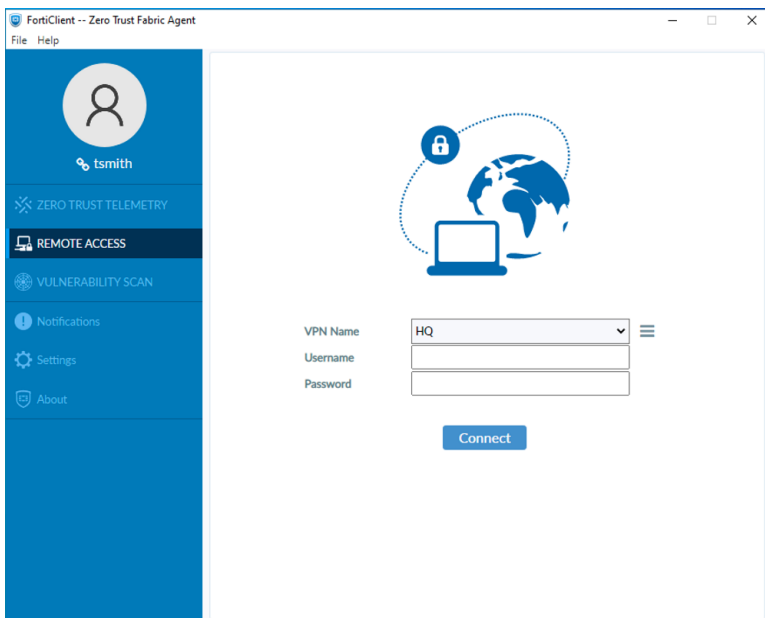 FortiClient -- Zero Trust Fabric Agent
File Help
tsmith
ZERO TRUST TELEMETRY
REMOTE ACCESS
VULNERABILITY SCAN
Notifications
Settings
About
VPN Name HQ
Username
Password
Connect